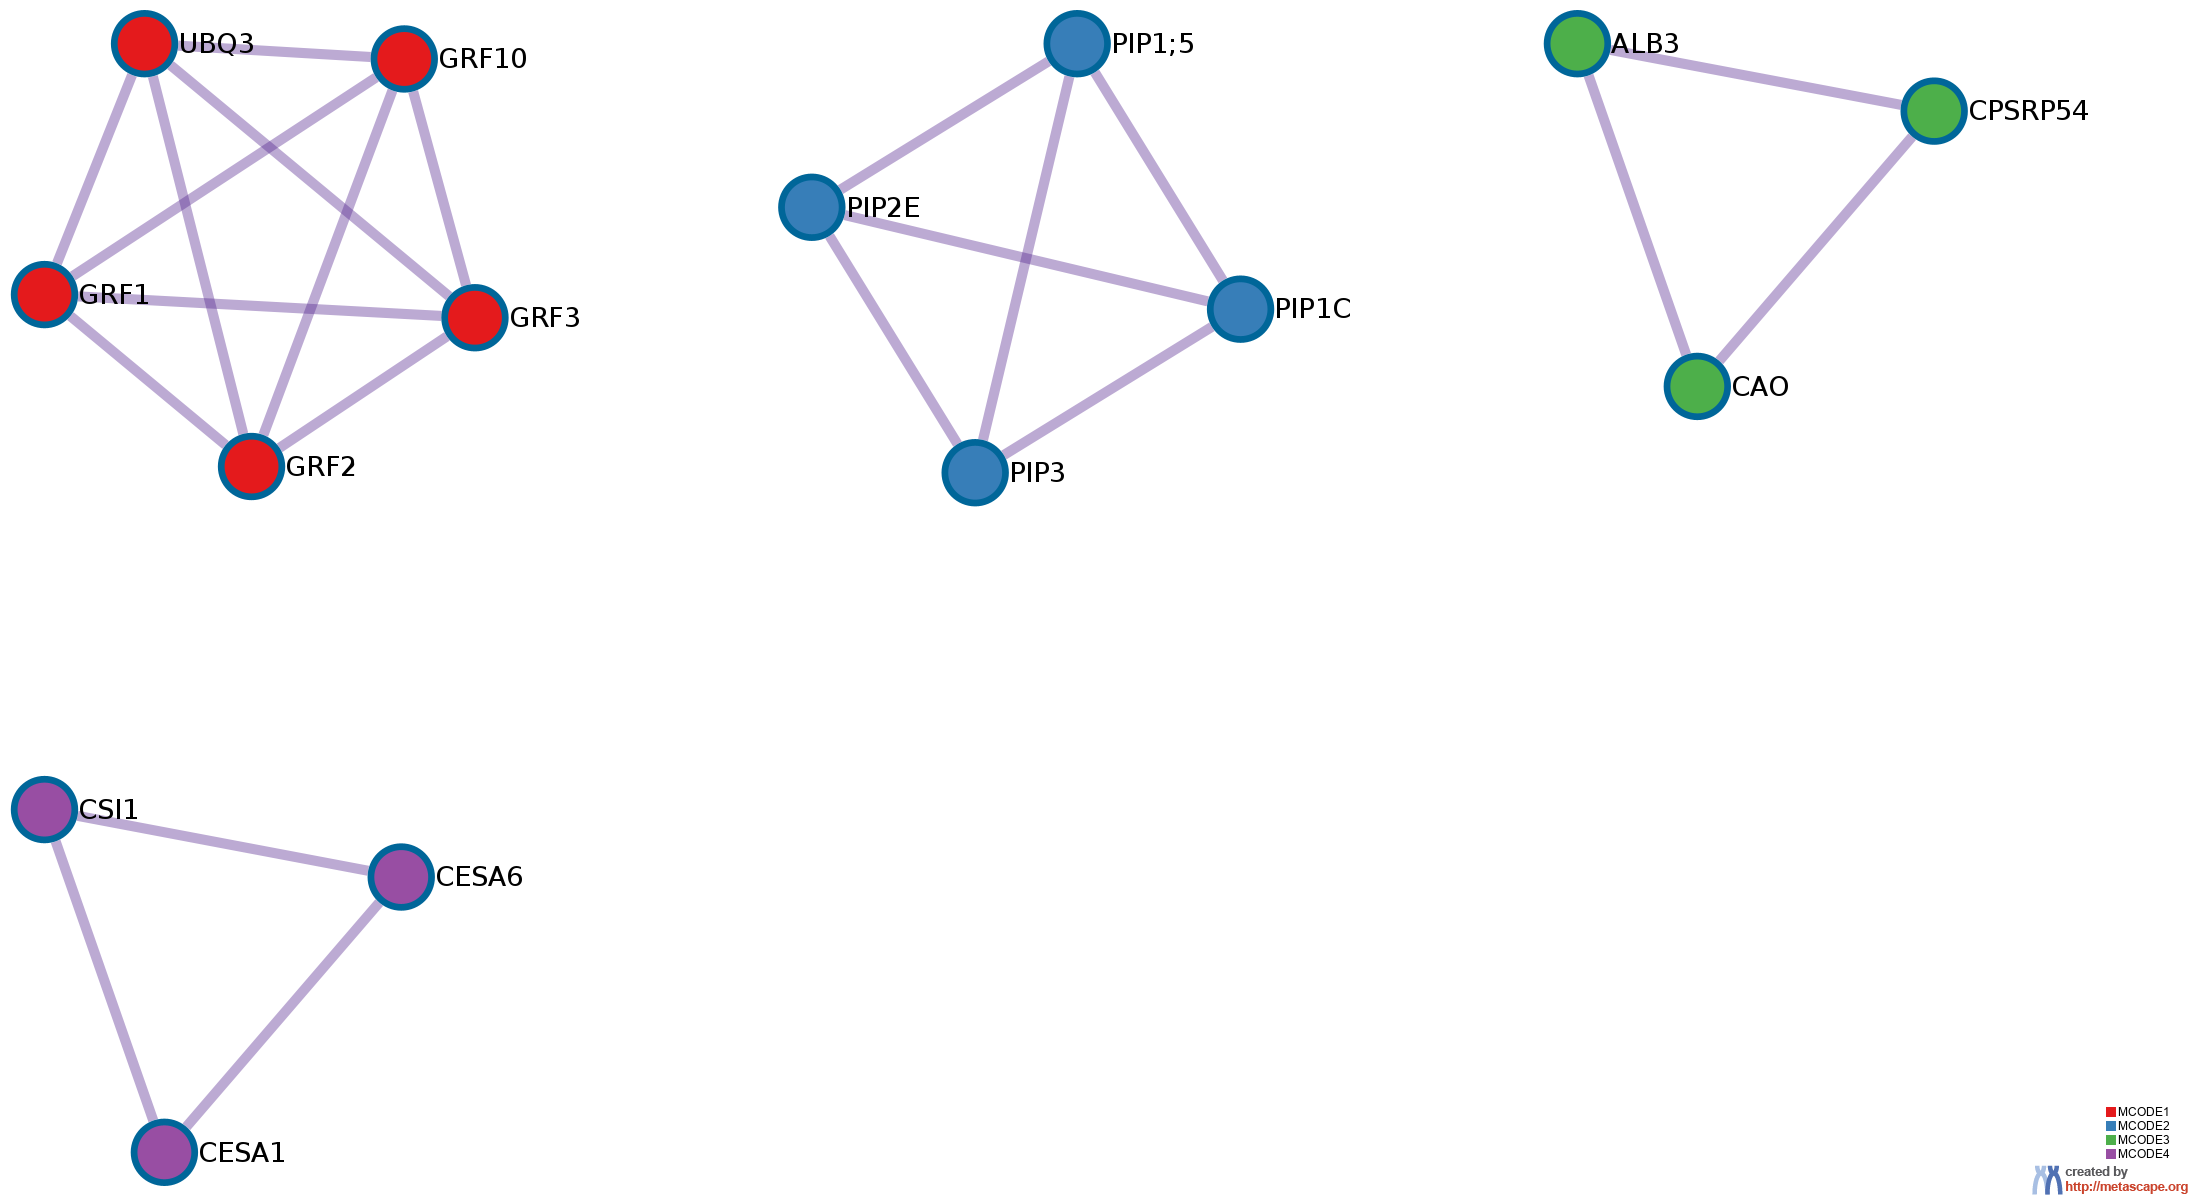 UBQ3
GRF10
GRF1
GRF3
GRF2
PIP1;5
PIP2E
PIP1C
PIP3
ALB3
CPSRP54
CAO
CSI1
CESA6
CESA1
MCODE1
MCODE2
MCODE3
MCODE4
created by
http://metascape.org